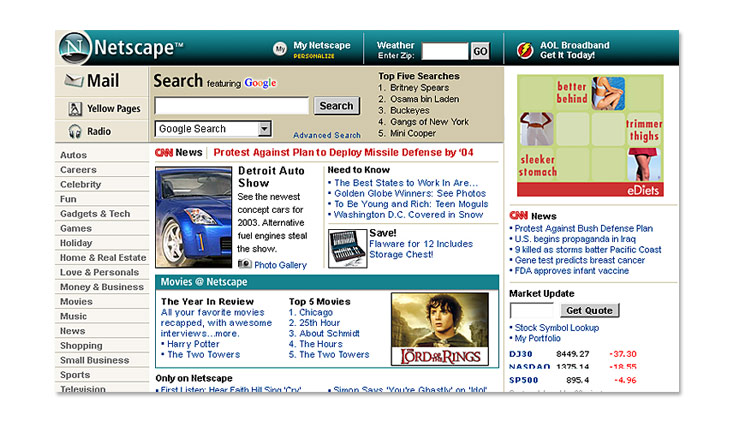 N Netscape™
My My Netscape
PERSONALIZE
Weather
Enter Zip: GO
AOL Broadband
Get It Today!
Mail
Yellow Pages
Radio
Search featuring Google
Search
Google Search
Advanced Search
Top Five Searches
1. Britney Spears
2. Osama bin Laden
3. Buckeyes
4. Gangs of New York
5. Mini Cooper
better
behind
trimmer
thighs
sleeker
stomach
eDiets
Autos
Careers
Celebrity
Fun
Gadgets & Tech
Games
Holiday
Home & Real Estate
Love & Personals
Money & Business
Movies
Music
News
Shopping
Small Business
Sports
Television
CNN News Protest Against Plan to Deploy Missile Defense by '04
Detroit Auto
Show
See the newest
concept cars for
2003. Alternative
fuel engines steal
the show.
Photo Gallery
Need to Know
• The Best States to Work In Are...
• Golden Globe Winners: See Photos
• To Be Young and Rich: Teen Moguls
• Washington D.C. Covered in Snow
Save!
Flaware for 12 Includes
Storage Chest!
Movies @ Netscape
The Year In Review
All your favorite movies
recapped, with awesome
interviews...more.
• Harry Potter
• The Two Towers
Top 5 Movies
1. Chicago
2. 25th Hour
3. About Schmidt
4. The Hours
5. The Two Towers
THE LORD OF THE RINGS
Only on Netscape
• First Listen: Hear Faith Hill Sing 'Cry'
• Simon Says 'You're Ghastly' on 'Idol'
CNN News
• Protest Against Bush Defense Plan
• U.S. begins propaganda in Iraq
• 9 killed as storms batter Pacific Coast
• Gene test predicts breast cancer
• FDA approves infant vaccine
Market Update
Get Quote
• Stock Symbol Lookup
• My Portfolio
DJ30 8449.27 -37.30
NASDAQ 1375.14 -18.55
SP500 895.4 -4.96